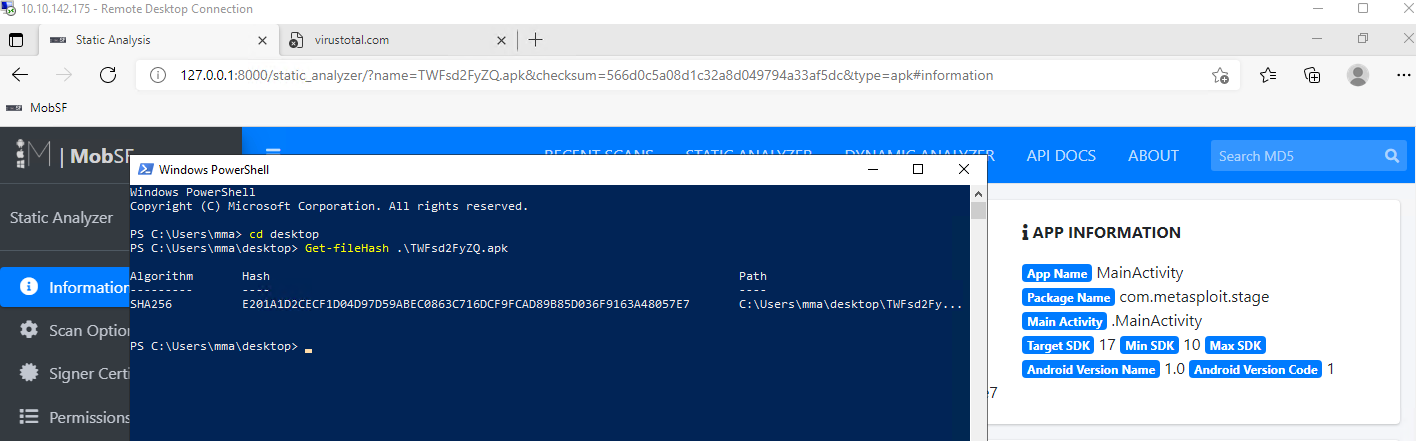 10.10.142.175 - Remote Desktop Connection
Static Analysis
virustotal.com
127.0.0.1:8000/static_analyzer/?name=TWFsd2FyZQ.apk&checksum=566d0c5a08d1c32a8d049794a33af5dc&type=apk#information
MobSF
M | MobSF
RECENT SCANS STATIC ANALYZER DYNAMIC ANALYZER API DOCS ABOUT Search MD5
Windows PowerShell
Windows PowerShell
Copyright (C) Microsoft Corporation. All rights reserved.
PS C:\Users\mma> cd desktop
PS C:\Users\mma\desktop> Get-fileHash .\TWFsd2FyZQ.apk
Algorithm Hash Path
--------- ---- ----
SHA256 E201A1D2CECF1D04D97D59ABEC0863C716DCF9FCAD89B85D036F9163A48057E7 C:\Users\mma\desktop\TWFsd2Fy...
PS C:\Users\mma\desktop>
Static Analyzer
Information
Scan Optio
Signer Certi
Permissions
APP INFORMATION
App Name MainActivity
Package Name com.metasploit.stage
Main Activity .MainActivity
Target SDK 17 Min SDK 10 Max SDK
Android Version Name 1.0 Android Version Code 1
e7